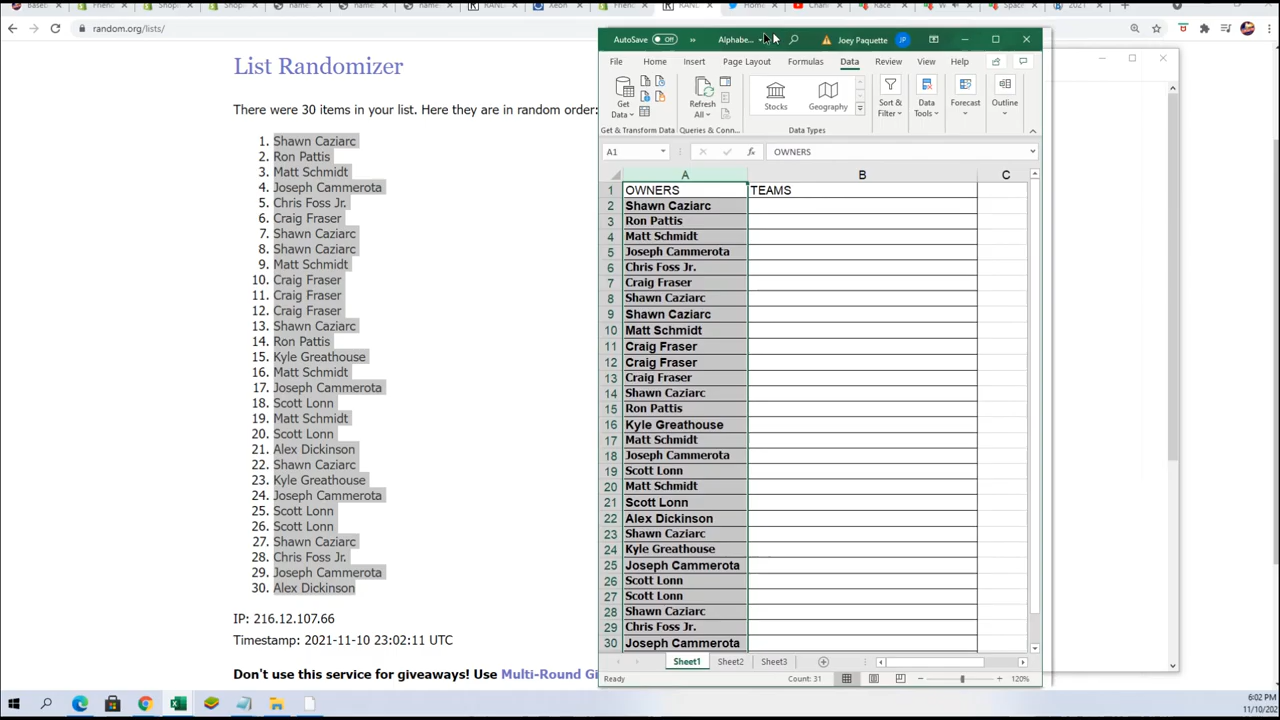 random.org/lists/
List Randomizer
There were 30 items in your list. Here they are in random order:
1. Shawn Caziarc
2. Ron Pattis
3. Matt Schmidt
4. Joseph Cammerota
5. Chris Foss Jr.
6. Craig Fraser
7. Shawn Caziarc
8. Shawn Caziarc
9. Matt Schmidt
10. Craig Fraser
11. Craig Fraser
12. Craig Fraser
13. Shawn Caziarc
14. Ron Pattis
15. Kyle Greathouse
16. Matt Schmidt
17. Joseph Cammerota
18. Scott Lonn
19. Matt Schmidt
20. Scott Lonn
21. Alex Dickinson
22. Shawn Caziarc
23. Kyle Greathouse
24. Joseph Cammerota
25. Scott Lonn
26. Scott Lonn
27. Shawn Caziarc
28. Chris Foss Jr.
29. Joseph Cammerota
30. Alex Dickinson
IP: 216.12.107.66
Timestamp: 2021-11-10 23:02:11 UTC
Don't use this service for giveaways! Use Multi-Round Gi
AutoSave Off » Alphabe... Joey Paquette JP
File Home Insert Page Layout Formulas Data Review View Help
Get Data Refresh All Stocks Geography Sort & Filter Data Tools Forecast Outline
Get & Transform Data Queries & Conn... Data Types
A1 fx OWNERS
A B C
1 OWNERS TEAMS
2 Shawn Caziarc
3 Ron Pattis
4 Matt Schmidt
5 Joseph Cammerota
6 Chris Foss Jr.
7 Craig Fraser
8 Shawn Caziarc
9 Shawn Caziarc
10 Matt Schmidt
11 Craig Fraser
12 Craig Fraser
13 Craig Fraser
14 Shawn Caziarc
15 Ron Pattis
16 Kyle Greathouse
17 Matt Schmidt
18 Joseph Cammerota
19 Scott Lonn
20 Matt Schmidt
21 Scott Lonn
22 Alex Dickinson
23 Shawn Caziarc
24 Kyle Greathouse
25 Joseph Cammerota
26 Scott Lonn
27 Scott Lonn
28 Shawn Caziarc
29 Chris Foss Jr.
30 Joseph Cammerota
Sheet1 Sheet2 Sheet3
Ready Count: 31 120%
6:02 PM
11/10/202